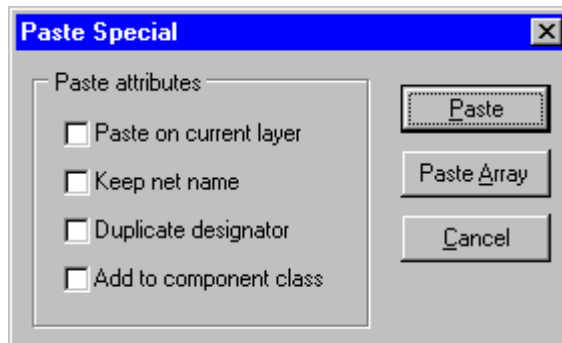 Paste Special
Paste attributes
Paste on current layer
Keep net name
Duplicate designator
Add to component class
Paste
Paste Array
Cancel